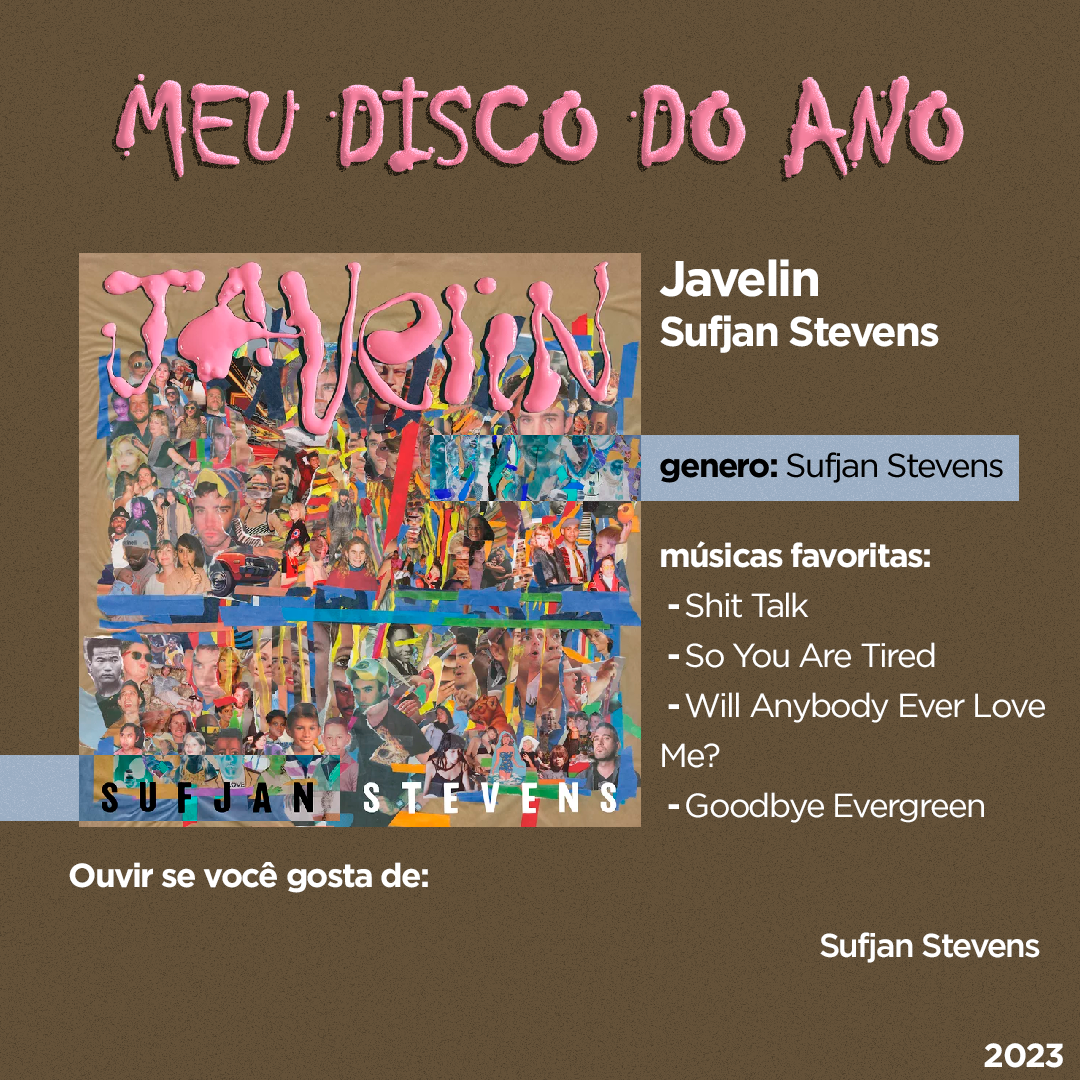 MEU DISCO DO ANO
JAVELIN
Javelin
Sufjan Stevens
genero: Sufjan Stevens
músicas favoritas:
- Shit Talk
- So You Are Tired
- Will Anybody Ever Love
Me?
- Goodbye Evergreen
SUFJAN STEVENS
Ouvir se você gosta de:
Sufjan Stevens
2023